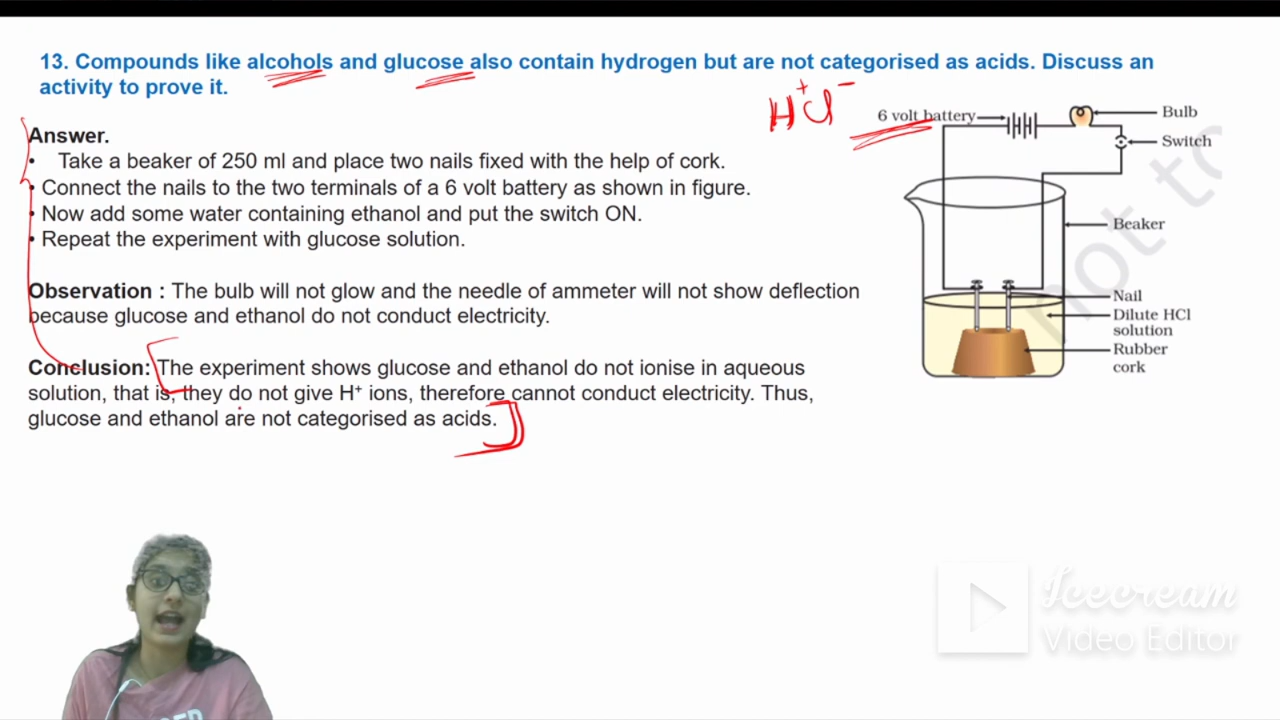 13. Compounds like alcohols and glucose also contain hydrogen but are not categorised as acids. Discuss an
activity to prove it.
H+ Cl-
Answer.
• Take a beaker of 250 ml and place two nails fixed with the help of cork.
• Connect the nails to the two terminals of a 6 volt battery as shown in figure.
• Now add some water containing ethanol and put the switch ON.
• Repeat the experiment with glucose solution.
Observation : The bulb will not glow and the needle of ammeter will not show deflection
because glucose and ethanol do not conduct electricity.
Conclusion: The experiment shows glucose and ethanol do not ionise in aqueous
solution, that is, they do not give H⁺ ions, therefore cannot conduct electricity. Thus,
glucose and ethanol are not categorised as acids.
6 volt battery
Bulb
Switch
Beaker
Nail
Dilute HCl
solution
Rubber
cork
not to
Icecream
Video Editor